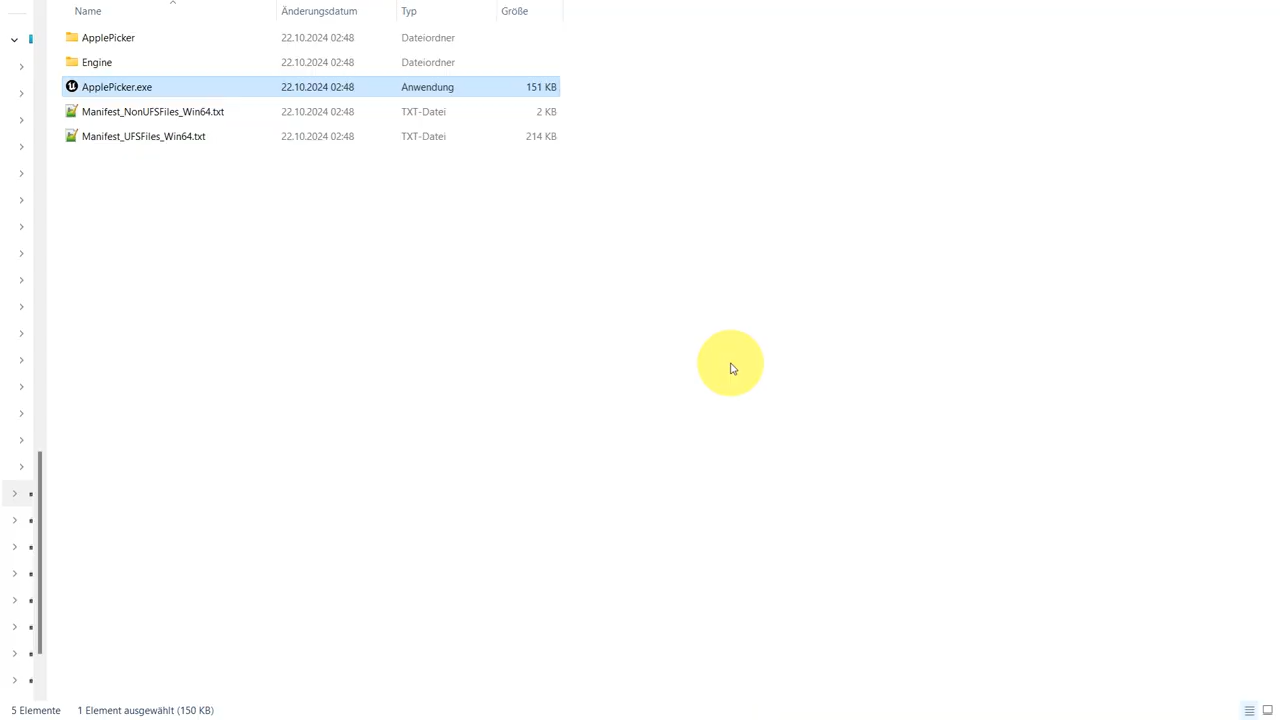 Name Änderungsdatum Typ Größe
ApplePicker 22.10.2024 02:48 Dateiordner
Engine 22.10.2024 02:48 Dateiordner
ApplePicker.exe 22.10.2024 02:48 Anwendung 151 KB
Manifest_NonUFSFiles_Win64.txt 22.10.2024 02:48 TXT-Datei 2 KB
Manifest_UFSFiles_Win64.txt 22.10.2024 02:48 TXT-Datei 214 KB
5 Elemente 1 Element ausgewählt (150 KB)